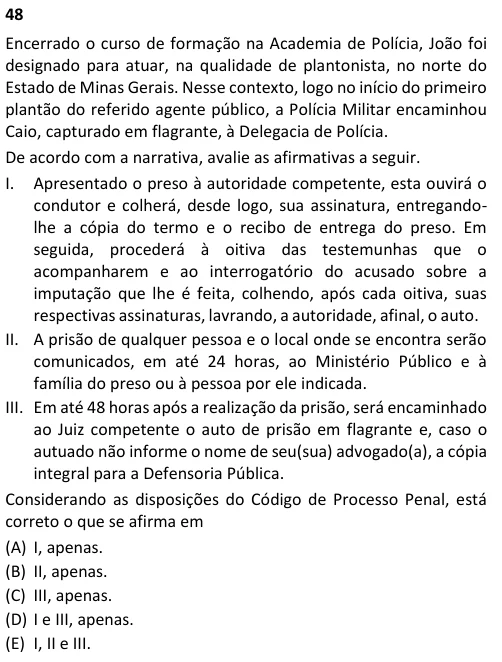 48
Encerrado o curso de formação na Academia de Polícia, João foi
designado para atuar, na qualidade de plantonista, no norte do
Estado de Minas Gerais. Nesse contexto, logo no início do primeiro
plantão do referido agente público, a Polícia Militar encaminhou
Caio, capturado em flagrante, à Delegacia de Polícia.
De acordo com a narrativa, avalie as afirmativas a seguir.
I. Apresentado o preso à autoridade competente, esta ouvirá o
condutor e colherá, desde logo, sua assinatura, entregando-
lhe a cópia do termo e o recibo de entrega do preso. Em
seguida, procederá à oitiva das testemunhas que o
acompanharem e ao interrogatório do acusado sobre a
imputação que lhe é feita, colhendo, após cada oitiva, suas
respectivas assinaturas, lavrando, a autoridade, afinal, o auto.
II. A prisão de qualquer pessoa e o local onde se encontra serão
comunicados, em até 24 horas, ao Ministério Público e à
família do preso ou à pessoa por ele indicada.
III. Em até 48 horas após a realização da prisão, será encaminhado
ao Juiz competente o auto de prisão em flagrante e, caso o
autuado não informe o nome de seu(sua) advogado(a), a cópia
integral para a Defensoria Pública.
Considerando as disposições do Código de Processo Penal, está
correto o que se afirma em
(A) I, apenas.
(B) II, apenas.
(C) III, apenas.
(D) I e III, apenas.
(E) I, II e III.